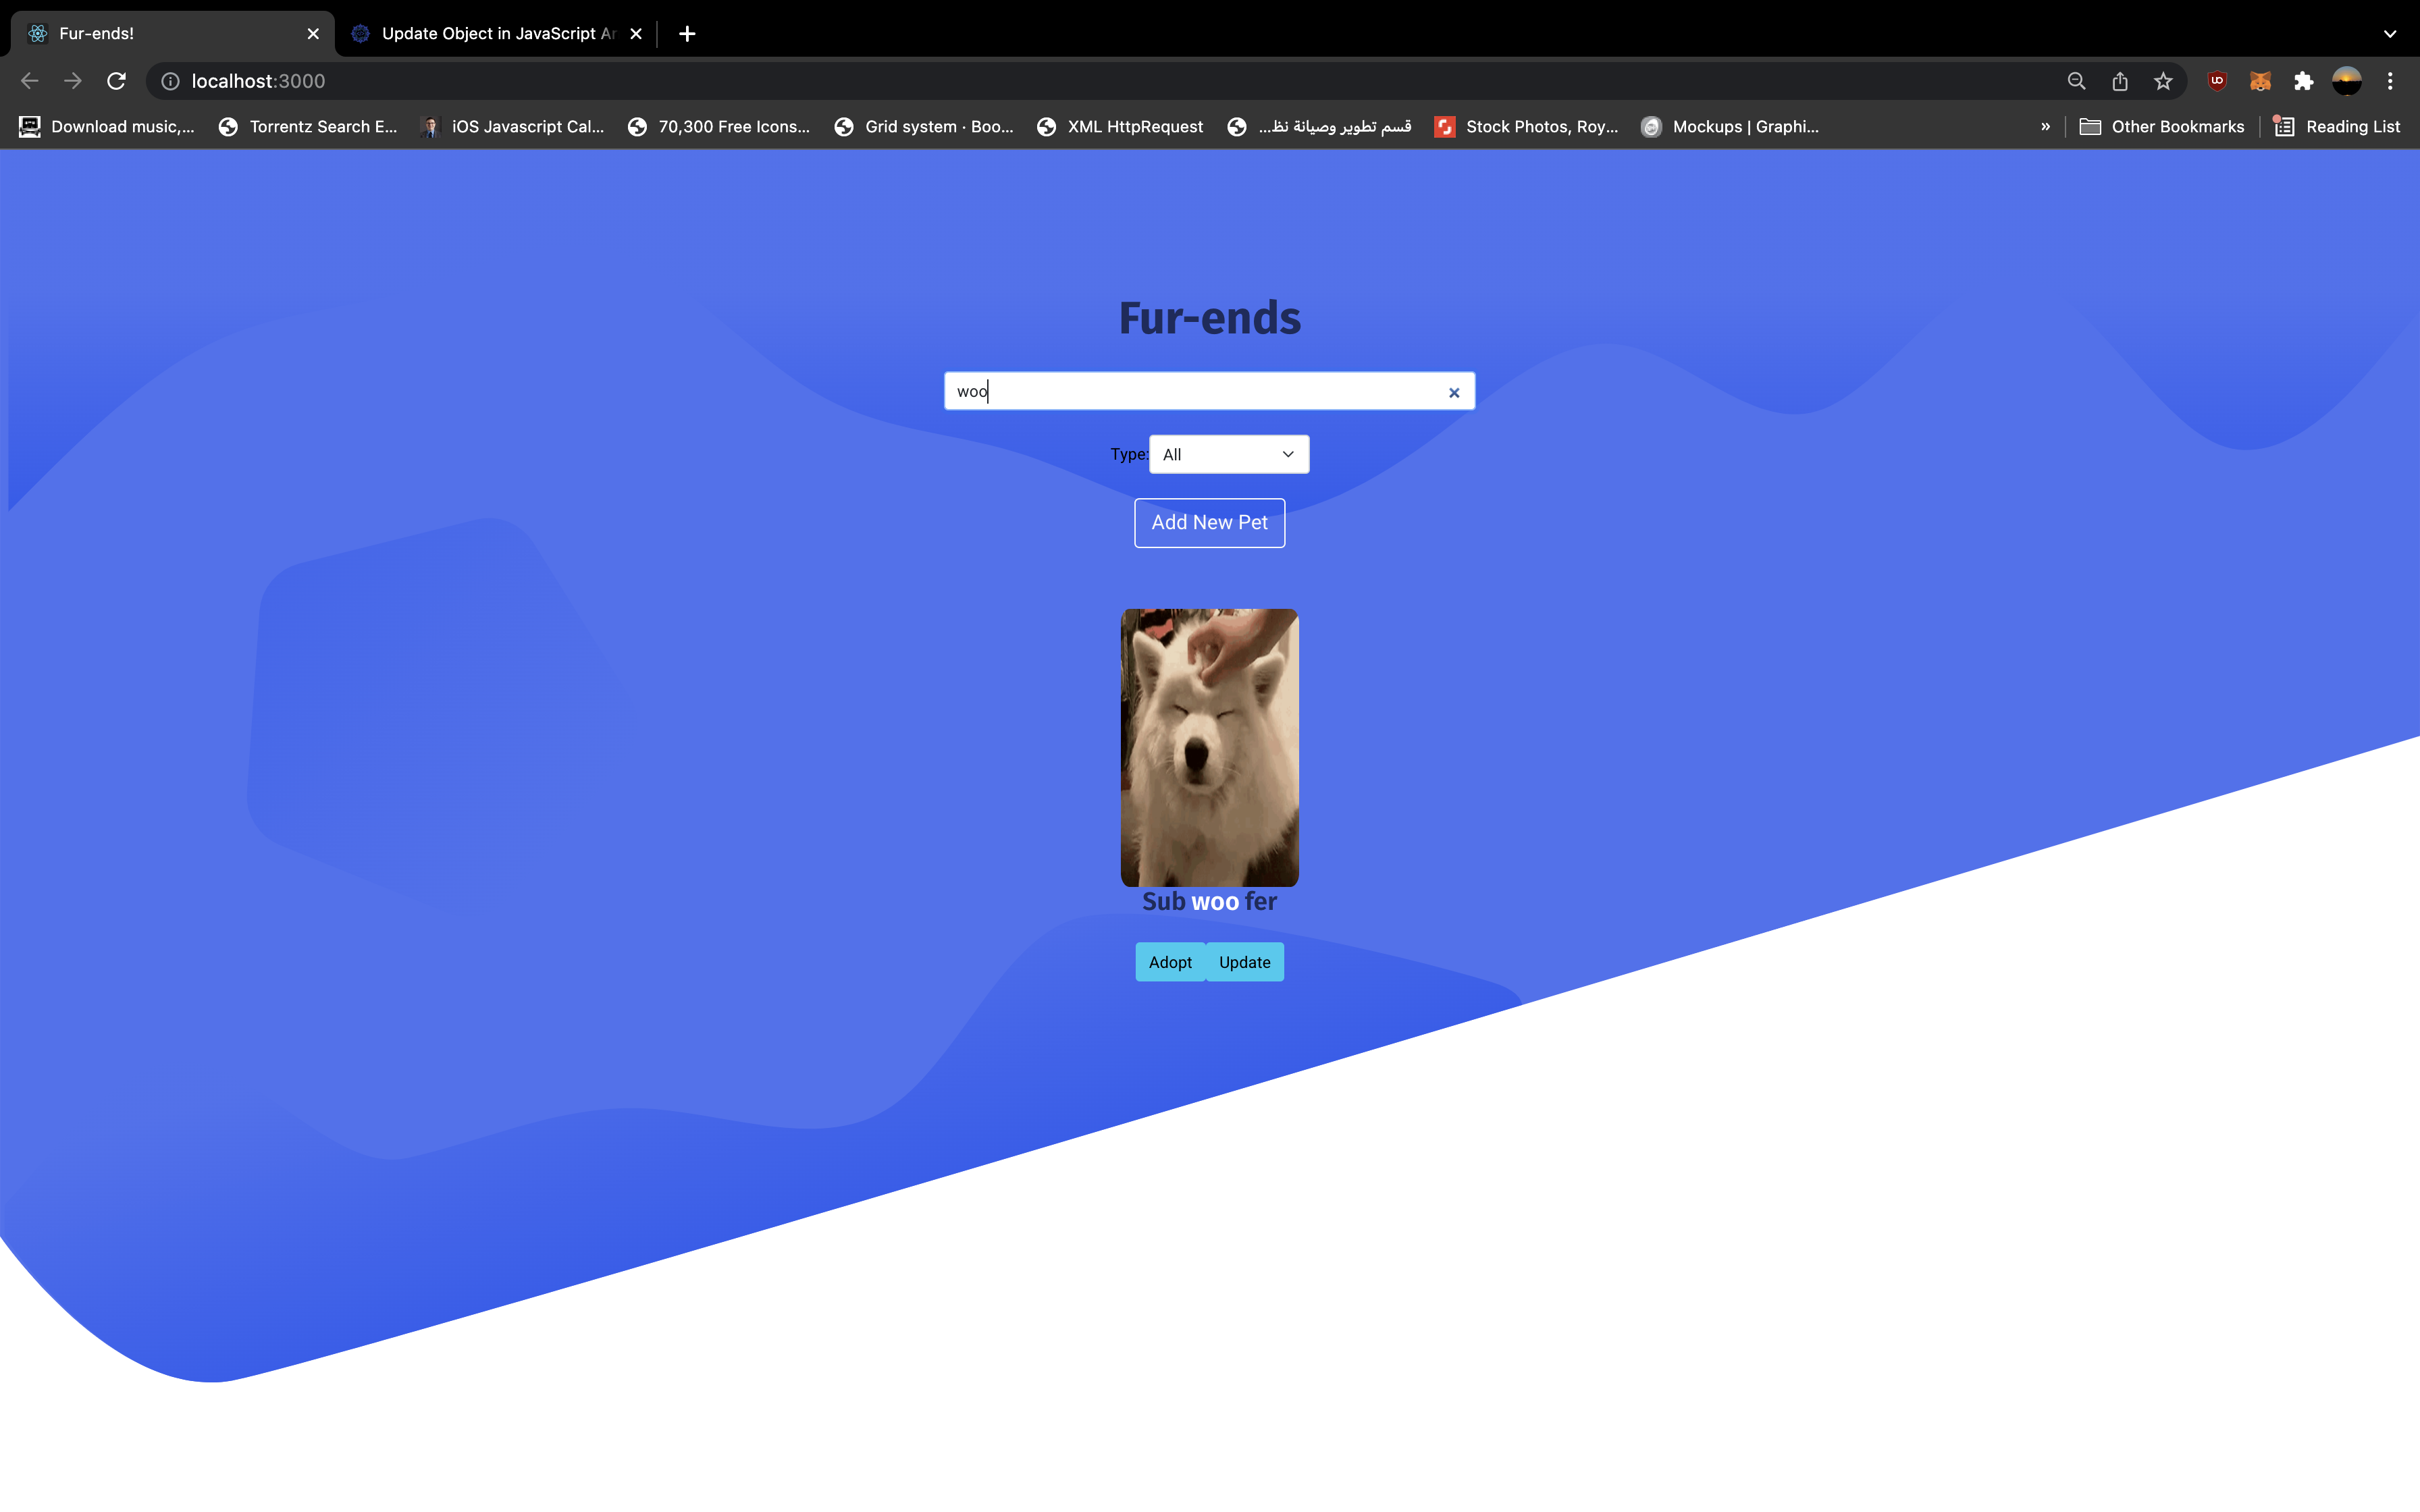 Fur-ends!
Update Object in JavaScript Ar
localhost:3000
Download music,... Torrentz Search E... iOS Javascript Cal... 70,300 Free Icons... Grid system · Boo... XML HttpRequest قسم تطوير وصيانة نظ... Stock Photos, Roy... Mockups | Graphi... » Other Bookmarks Reading List
Fur-ends
woo
Type: All
Add New Pet
Sub woo fer
Adopt Update